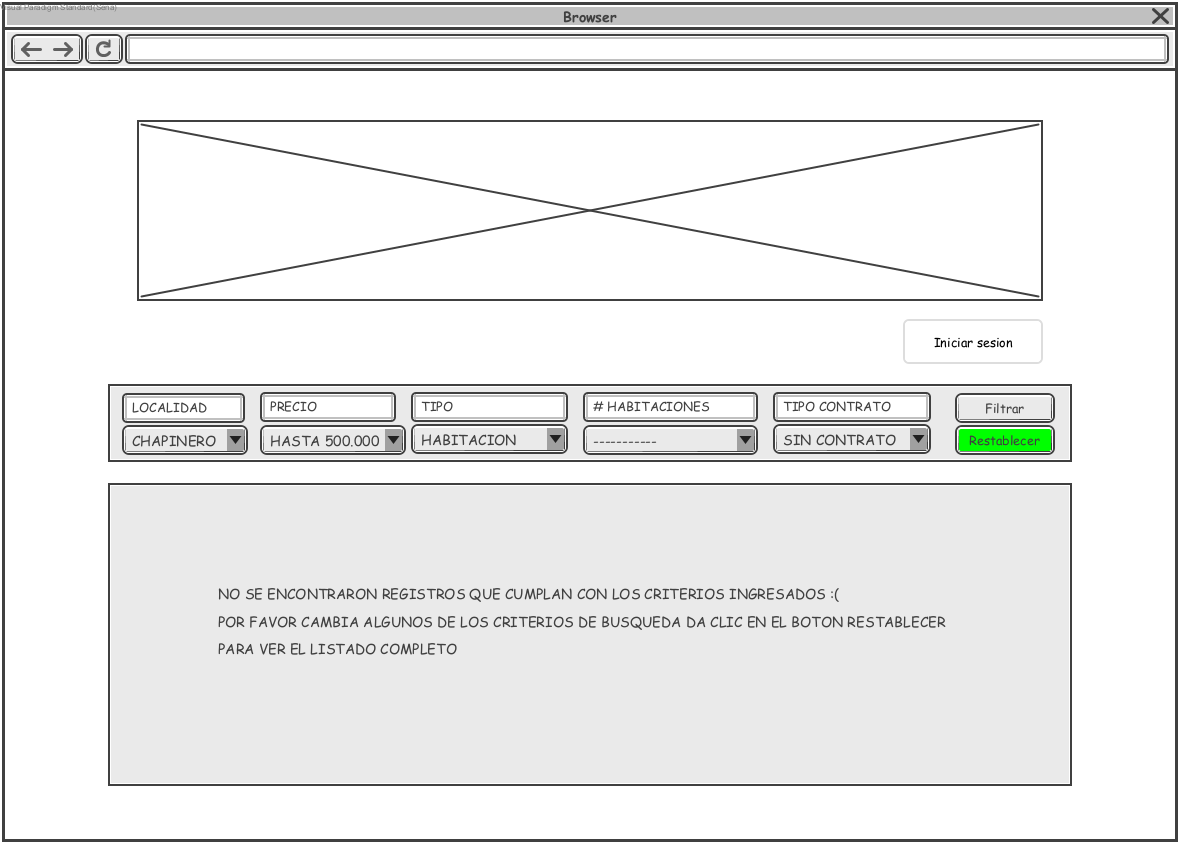 Visual Paradigm Standard(Seria)
Browser
Iniciar sesion
LOCALIDAD PRECIO TIPO # HABITACIONES TIPO CONTRATO Filtrar
CHAPINERO HASTA 500.000 HABITACION ----------- SIN CONTRATO Restablecer
NO SE ENCONTRARON REGISTROS QUE CUMPLAN CON LOS CRITERIOS INGRESADOS :(
POR FAVOR CAMBIA ALGUNOS DE LOS CRITERIOS DE BUSQUEDA DA CLIC EN EL BOTON RESTABLECER
PARA VER EL LISTADO COMPLETO